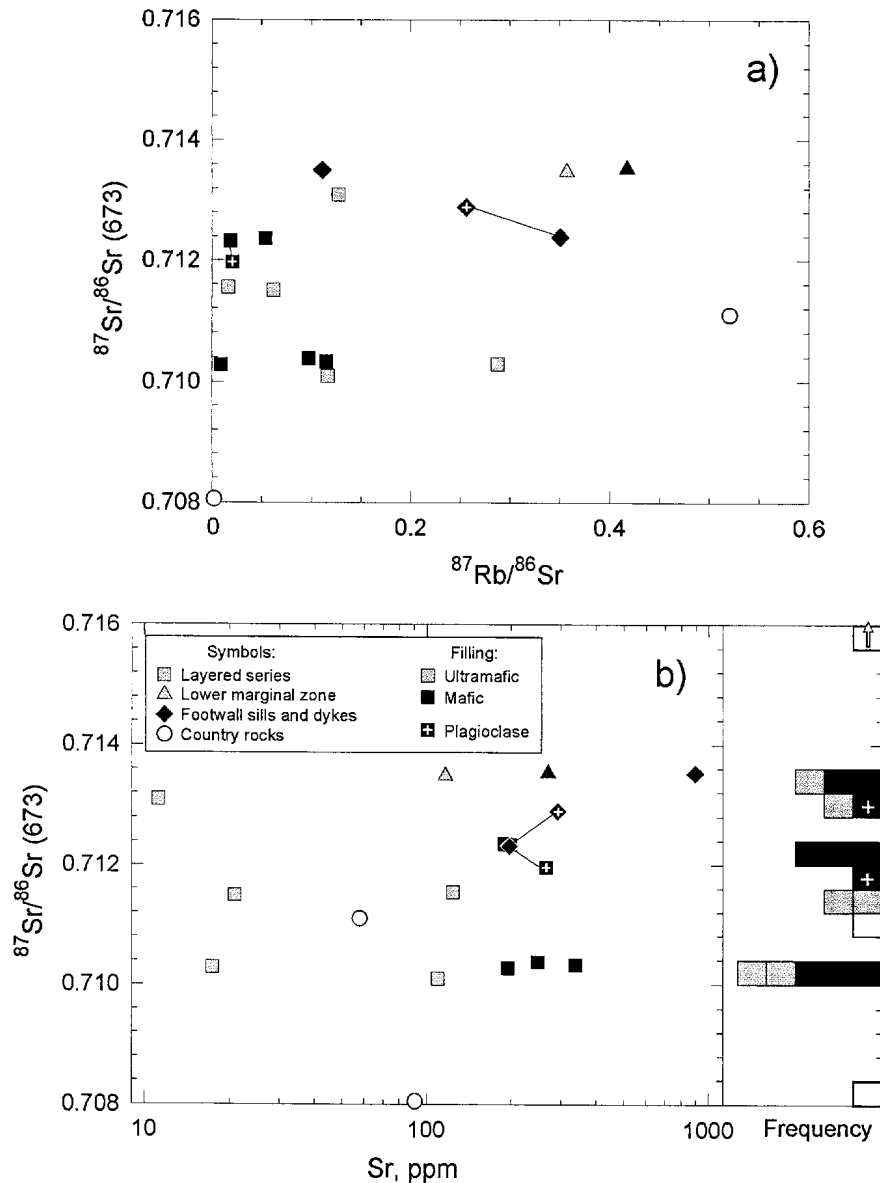 0.716
a)
0.714
0.712
0.710
0.708
⁸⁷Sr/⁸⁶Sr (673)
0 0.2 0.4 0.6
⁸⁷Rb/⁸⁶Sr
0.716
Symbols: Filling:
b)
Layered series Ultramafic
Lower marginal zone Mafic
Footwall sills and dykes
Country rocks Plagioclase
0.714
0.712
0.710
0.708
⁸⁷Sr/⁸⁶Sr (673)
10 100 1000 Frequency
Sr, ppm